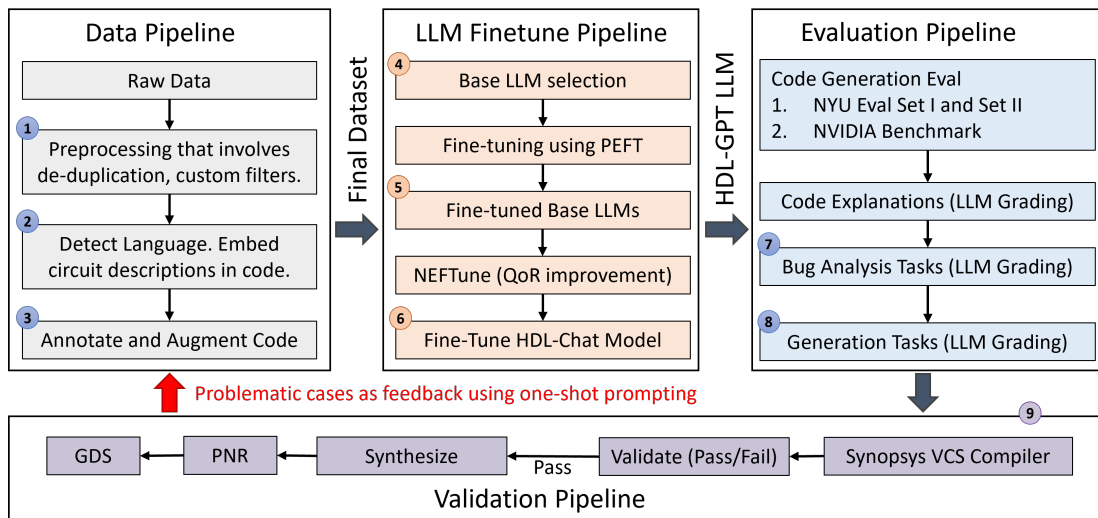 Data Pipeline
Raw Data
1
Preprocessing that involves
de-duplication, custom filters.
2
Detect Language. Embed
circuit descriptions in code.
3
Annotate and Augment Code
Final Dataset
LLM Finetune Pipeline
4
Base LLM selection
Fine-tuning using PEFT
5
Fine-tuned Base LLMs
NEFTune (QoR improvement)
6
Fine-Tune HDL-Chat Model
HDL-GPT LLM
Evaluation Pipeline
Code Generation Eval
1. NYU Eval Set I and Set II
2. NVIDIA Benchmark
Code Explanations (LLM Grading)
7
Bug Analysis Tasks (LLM Grading)
8
Generation Tasks (LLM Grading)
Problematic cases as feedback using one-shot prompting
9
GDS
PNR
Synthesize
Pass
Validate (Pass/Fail)
Synopsys VCS Compiler
Validation Pipeline